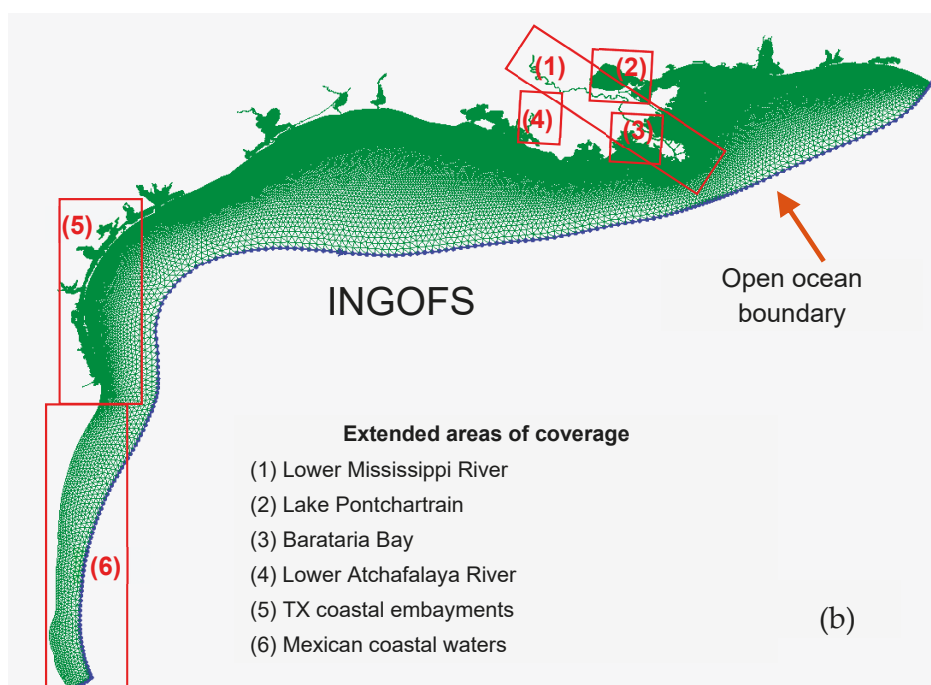 (1)
(2)
(4)
(3)
(5)
Open ocean
boundary
INGOFS
Extended areas of coverage
(1) Lower Mississippi River
(2) Lake Pontchartrain
(3) Barataria Bay
(4) Lower Atchafalaya River
(5) TX coastal embayments
(6) Mexican coastal waters
(6)
(b)